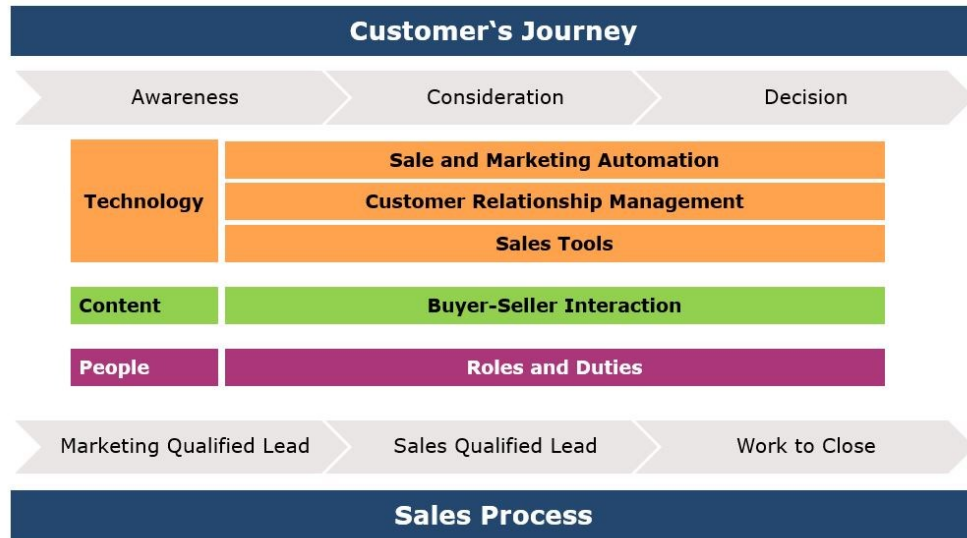 Customer‘s Journey
Awareness
Consideration
Decision
Technology
Sale and Marketing Automation
Customer Relationship Management
Sales Tools
Content
Buyer-Seller Interaction
People
Roles and Duties
Marketing Qualified Lead
Sales Qualified Lead
Work to Close
Sales Process